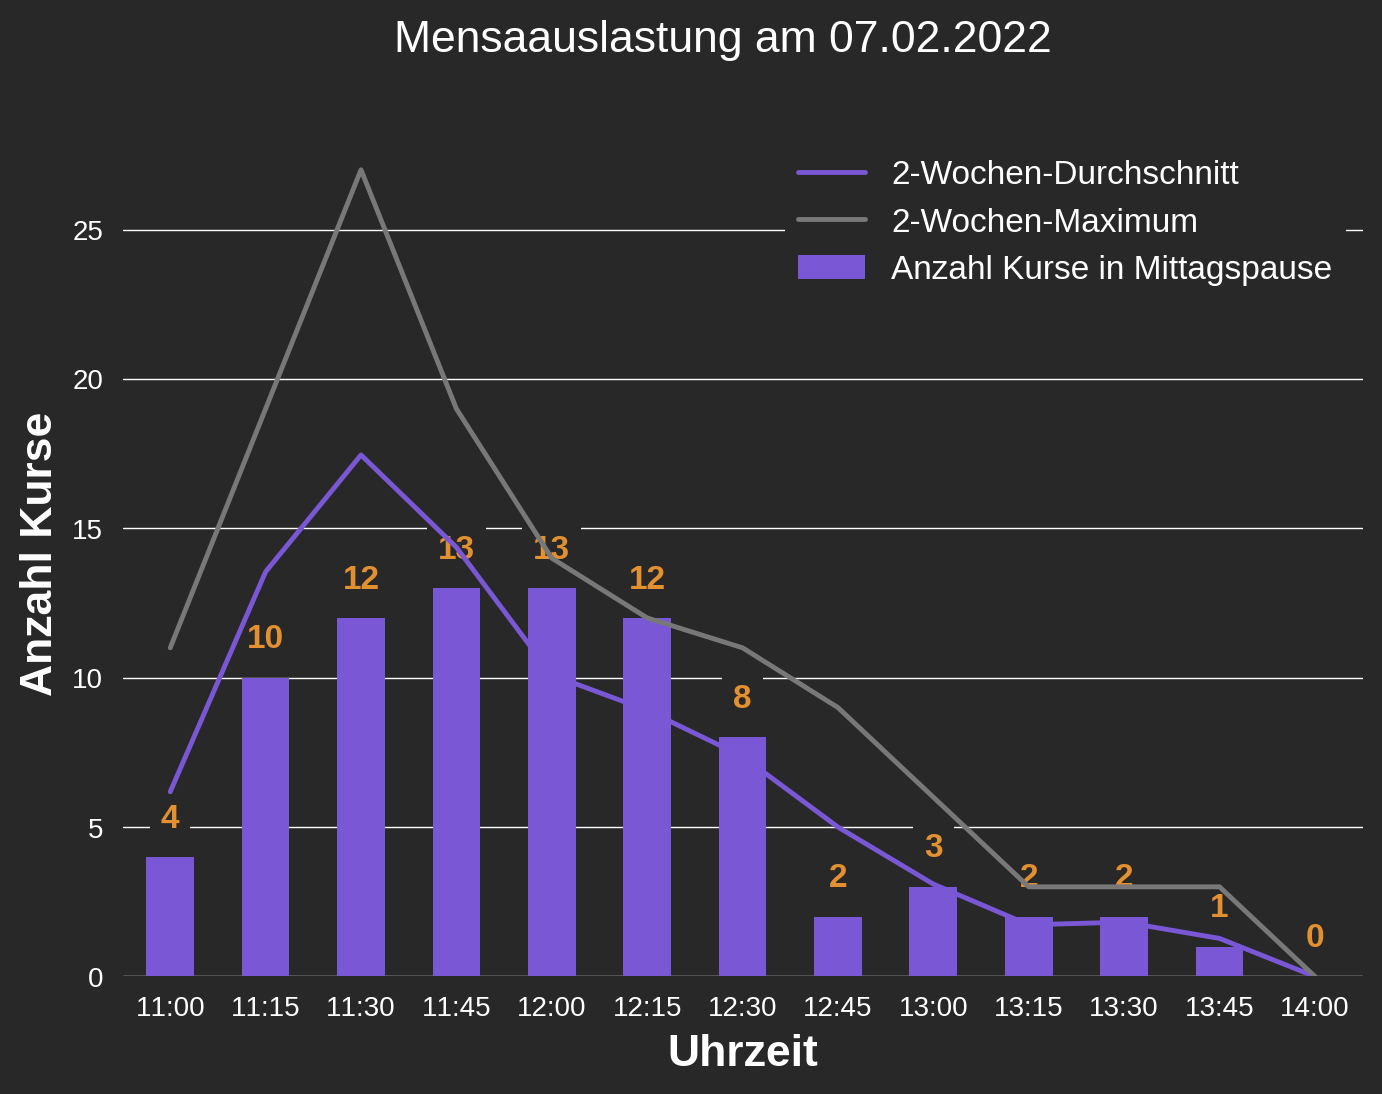 Mensaauslastung am 07.02.2022
2-Wochen-Durchschnitt
2-Wochen-Maximum
Anzahl Kurse in Mittagspause
Anzahl Kurse
25
20
15
10
5
0
4
10
12
13
13
12
8
2
3
2
2
1
0
11:00 11:15 11:30 11:45 12:00 12:15 12:30 12:45 13:00 13:15 13:30 13:45 14:00
Uhrzeit